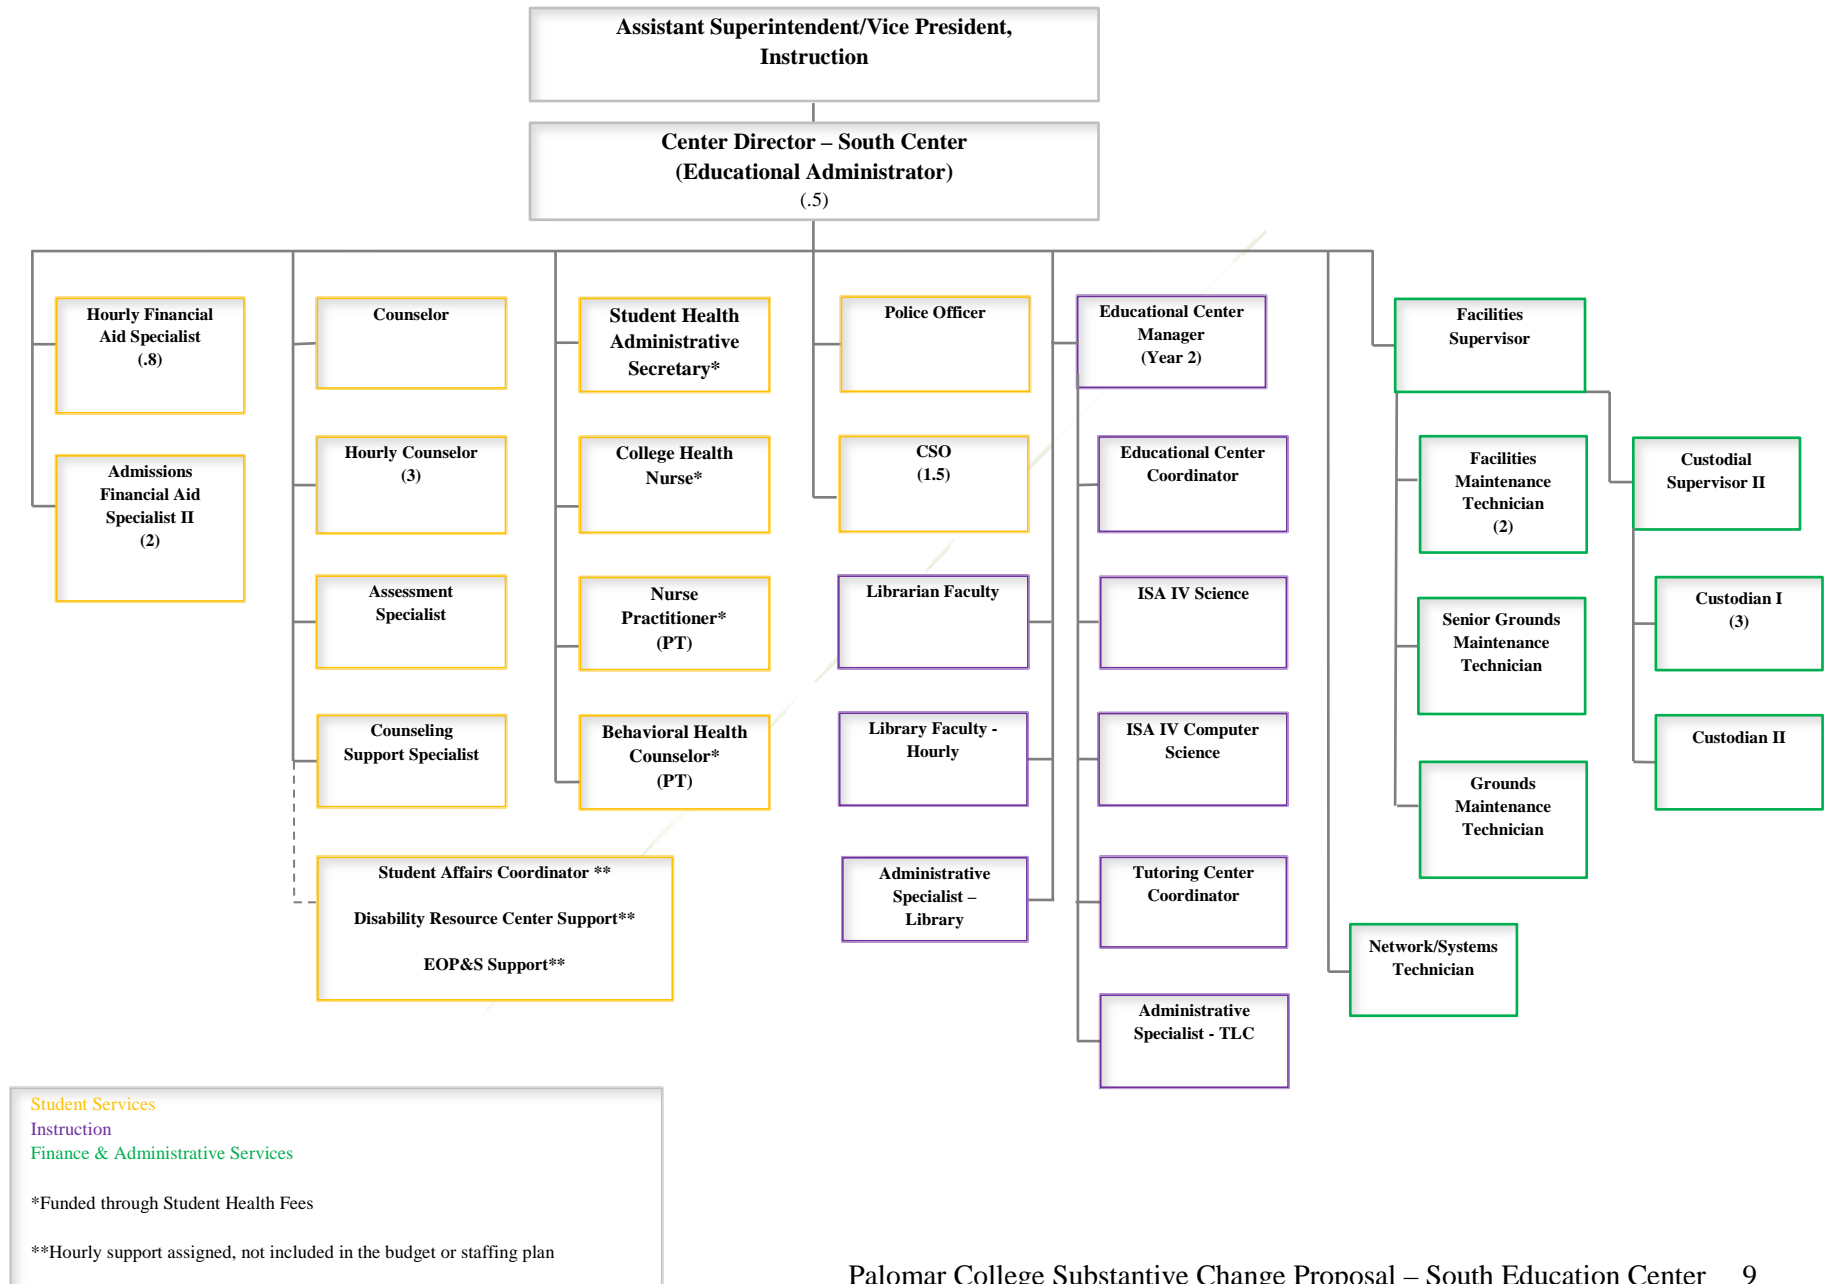 Assistant Superintendent/Vice President,
Instruction
Center Director – South Center
(Educational Administrator)
(.5)
Hourly Financial
Aid Specialist
(.8)
Admissions
Financial Aid
Specialist II
(2)
Counselor
Hourly Counselor
(3)
Assessment
Specialist
Counseling
Support Specialist
Student Affairs Coordinator **
Disability Resource Center Support**
EOP&S Support**
Student Health
Administrative
Secretary*
College Health
Nurse*
Nurse
Practitioner*
(PT)
Behavioral Health
Counselor*
(PT)
Police Officer
CSO
(1.5)
Librarian Faculty
Library Faculty -
Hourly
Administrative
Specialist –
Library
Educational Center
Manager
(Year 2)
Educational Center
Coordinator
ISA IV Science
ISA IV Computer
Science
Tutoring Center
Coordinator
Administrative
Specialist - TLC
Facilities
Supervisor
Facilities
Maintenance
Technician
(2)
Senior Grounds
Maintenance
Technician
Grounds
Maintenance
Technician
Custodial
Supervisor II
Custodian I
(3)
Custodian II
Network/Systems
Technician
Student Services
Instruction
Finance & Administrative Services
*Funded through Student Health Fees
**Hourly support assigned, not included in the budget or staffing plan
Palomar College Substantive Change Proposal – South Education Center 9